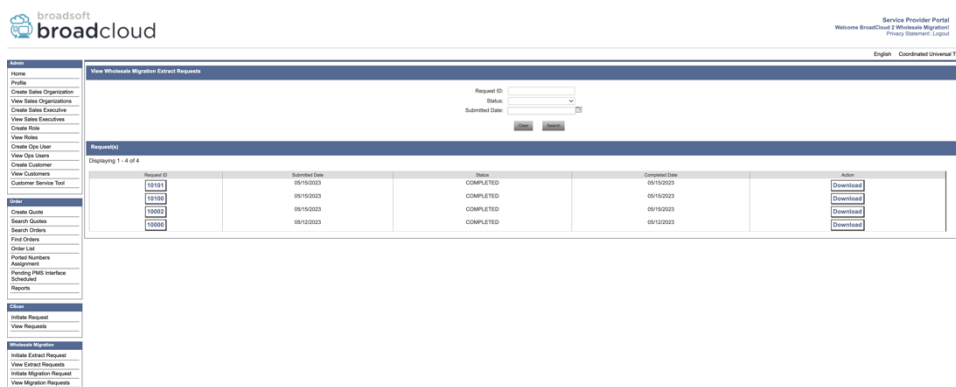 broadsoft
broadcloud
Service Provider Portal
Welcome BroadCloud 2 Wholesale Migration!
Privacy Statement | Logout
English Coordinated Universal T
Admin
Home
Profile
Create Sales Organization
View Sales Organizations
Create Sales Executive
View Sales Executives
Create Role
View Roles
Create Ops User
View Ops Users
Create Customer
View Customers
Customer Service Tool
Order
Create Quote
Search Quotes
Search Orders
Find Orders
Order List
Ported Numbers
Assignment
Pending PMS Interface
Scheduled
Reports
CScan
Initiate Request
View Requests
Wholesale Migration
Initiate Extract Request
View Extract Requests
Initiate Migration Request
View Migration Requests
View Wholesale Migration Extract Requests
Request ID:
Status:
Submitted Date:
Clear Search
Request(s)
Displaying 1 - 4 of 4
Request ID Submitted Date Status Completed Date Action
10101 05/15/2023 COMPLETED 05/15/2023 Download
10100 05/15/2023 COMPLETED 05/15/2023 Download
10002 05/15/2023 COMPLETED 05/15/2023 Download
10000 05/12/2023 COMPLETED 05/12/2023 Download